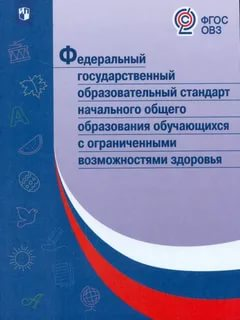 ФГОС
ОВЗ
Федеральный
государственный
образовательный стандарт
начального общего
образования обучающихся
с ограниченными
возможностями здоровья